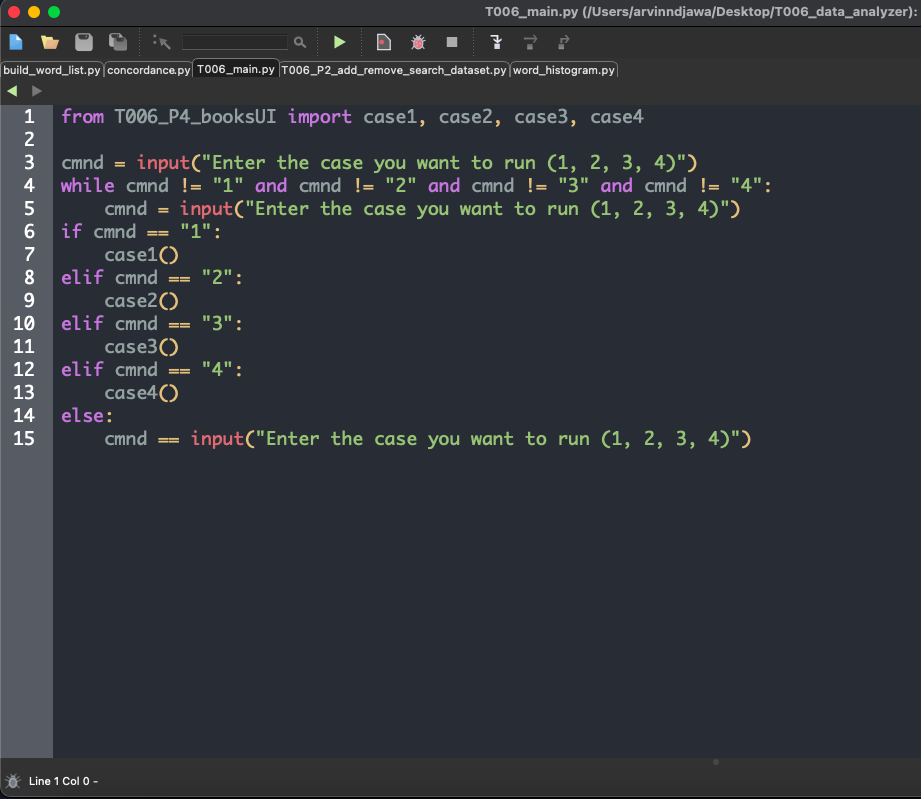 T006_main.py (/Users/arvinndjawa/Desktop/T006_data_analyzer):
build_word_list.py concordance.py T006_main.py T006_P2_add_remove_search_dataset.py word_histogram.py
1 from T006_P4_booksUI import case1, case2, case3, case4
2
3 cmnd = input("Enter the case you want to run (1, 2, 3, 4)")
4 while cmnd != "1" and cmnd != "2" and cmnd != "3" and cmnd != "4":
5     cmnd = input("Enter the case you want to run (1, 2, 3, 4)")
6 if cmnd == "1":
7     case1()
8 elif cmnd == "2":
9     case2()
10 elif cmnd == "3":
11     case3()
12 elif cmnd == "4":
13     case4()
14 else:
15     cmnd == input("Enter the case you want to run (1, 2, 3, 4)")
Line 1 Col 0 -